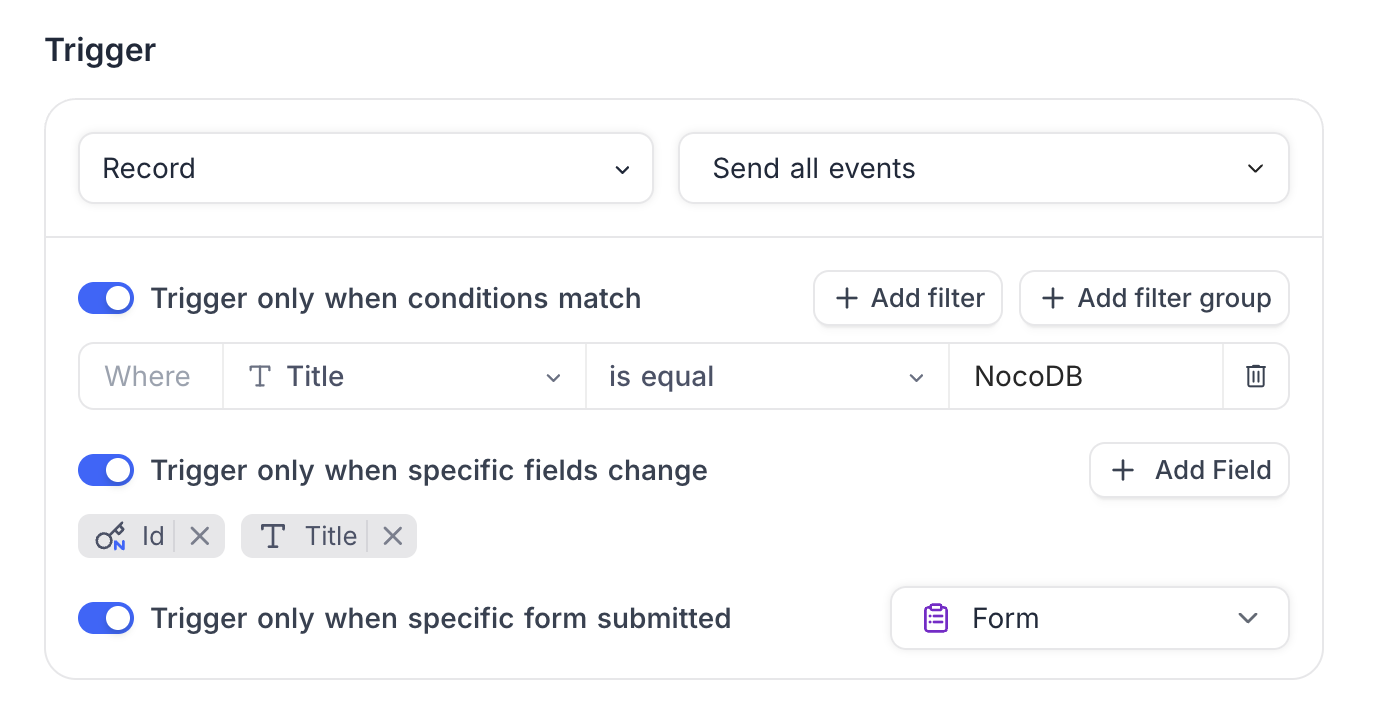 Trigger
Record
Send all events
Trigger only when conditions match
Add filter
Add filter group
Where
Title
is equal
NocoDB
Trigger only when specific fields change
Add Field
Id
Title
Trigger only when specific form submitted
Form